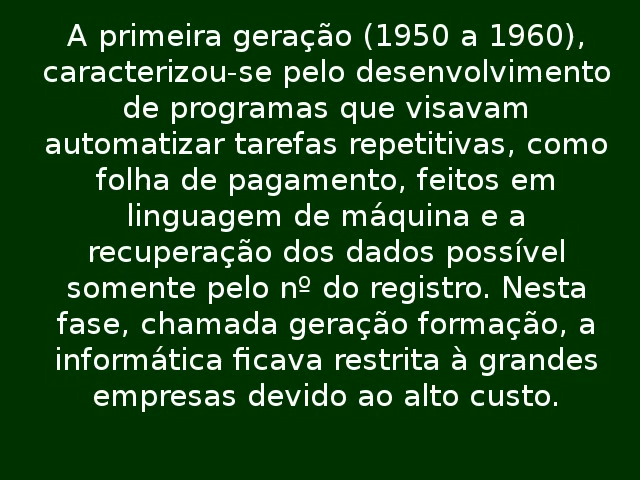 A primeira geração (1950 a 1960),
caracterizou-se pelo desenvolvimento
de programas que visavam
automatizar tarefas repetitivas, como
folha de pagamento, feitos em
linguagem de máquina e a
recuperação dos dados possível
somente pelo nº do registro. Nesta
fase, chamada geração formação, a
informática ficava restrita à grandes
empresas devido ao alto custo.